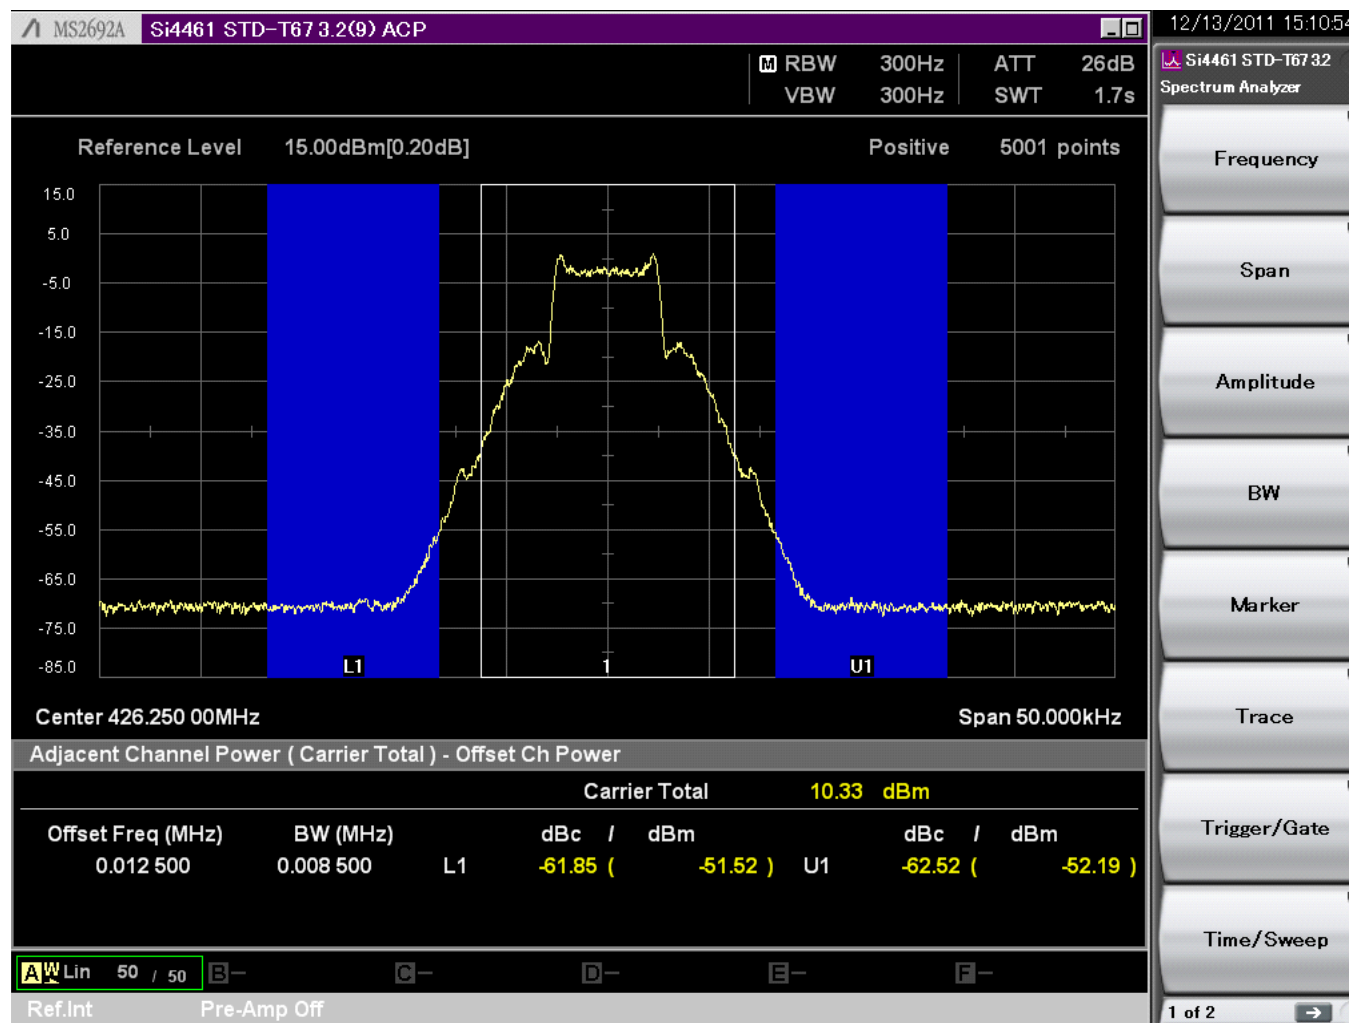 MS2692A Si4461 STD-T67 3.2(9) ACP
12/13/2011 15:10:54
M RBW 300Hz ATT 26dB
VBW 300Hz SWT 1.7s
Si4461 STD-T67 3.2
Spectrum Analyzer
Reference Level 15.00dBm[0.20dB] Positive 5001 points
Frequency
Span
Amplitude
BW
Marker
Trace
Trigger/Gate
Time/Sweep
1 of 2
15.0
5.0
-5.0
-15.0
-25.0
-35.0
-45.0
-55.0
-65.0
-75.0
-85.0
L1 1 U1
Center 426.250 00MHz Span 50.000kHz
Adjacent Channel Power ( Carrier Total ) - Offset Ch Power
Carrier Total 10.33 dBm
Offset Freq (MHz) BW (MHz) dBc / dBm dBc / dBm
0.012 500 0.008 500 L1 -61.85 ( -51.52 ) U1 -62.52 ( -52.19 )
A W Lin 50 / 50 B- C- D- E- F-
Ref.Int Pre-Amp Off